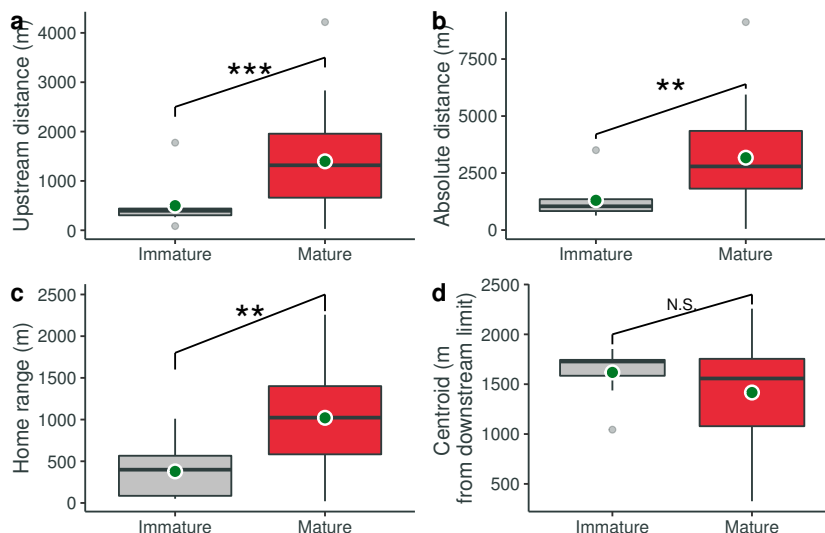 a
Upstream distance (m)
4000
3000
2000
1000
0
***
Immature
Mature
b
Absolute distance (m)
7500
5000
2500
0
**
Immature
Mature
c
Home range (m)
2500
2000
1500
1000
500
0
**
Immature
Mature
d
Centroid (m
from downstream limit)
2500
2000
1500
1000
500
N.S.
Immature
Mature